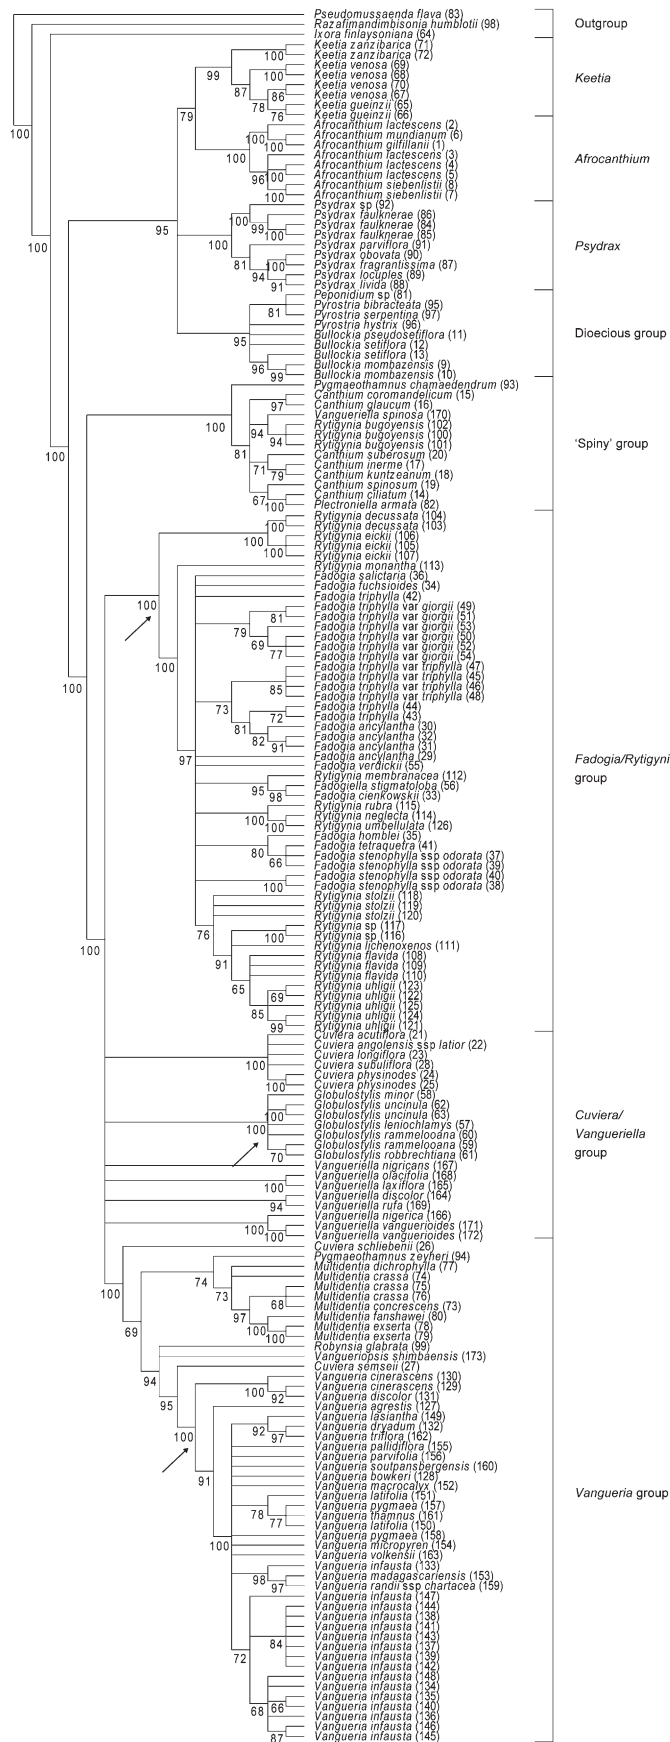 Pseudomussaenda flava (83)
Razafimandimbisonia humblotii (98)
Ixora finlaysoniana (64)
Outgroup
Keetia zanzibarica (71)
Keetia zanzibarica (72)
Keetia venosa (69)
Keetia venosa (68)
Keetia venosa (70)
Keetia venosa (67)
Keetia gueinzii (65)
Keetia gueinzii (66)
Keetia
Afrocanthium lactescens (2)
Afrocanthium mundianum (6)
Afrocanthium gilfillanii (1)
Afrocanthium lactescens (3)
Afrocanthium lactescens (4)
Afrocanthium lactescens (5)
Afrocanthium siebenlistii (8)
Afrocanthium siebenlistii (7)
Afrocanthium
Psydrax sp (92)
Psydrax faulknerae (86)
Psydrax faulknerae (84)
Psydrax faulknerae (85)
Psydrax parviflora (91)
Psydrax obovata (90)
Psydrax fragrantissima (87)
Psydrax locuples (89)
Psydrax livida (88)
Psydrax
Peponidium sp (81)
Pyrostria bibracteata (95)
Pyrostria serpentina (97)
Pyrostria hystrix (96)
Bullockia pseudosetiflora (11)
Bullockia setiflora (12)
Bullockia setiflora (13)
Bullockia mombazensis (9)
Bullockia mombazensis (10)
Dioecious group
Pygmaeothamnus chamaedendrum (93)
Canthium coromandelicum (15)
Canthium glaucum (16)
Vangueriella spinosa (170)
Rytigynia bugoyensis (102)
Rytigynia bugoyensis (100)
Rytigynia bugoyensis (101)
Canthium suberosum (20)
Canthium inerme (17)
Canthium kuntzeanum (18)
Canthium spinosum (19)
Canthium ciliatum (14)
Plectroniella armata (82)
‘Spiny’ group
Rytigynia decussata (104)
Rytigynia decussata (103)
Rytigynia eickii (106)
Rytigynia eickii (105)
Rytigynia eickii (107)
Rytigynia monantha (113)
Fadogia salictaria (36)
Fadogia fuchsioides (34)
Fadogia triphylla (42)
Fadogia triphylla var giorgii (49)
Fadogia triphylla var giorgii (51)
Fadogia triphylla var giorgii (53)
Fadogia triphylla var giorgii (50)
Fadogia triphylla var giorgii (52)
Fadogia triphylla var giorgii (54)
Fadogia triphylla var triphylla (47)
Fadogia triphylla var triphylla (45)
Fadogia triphylla var triphylla (46)
Fadogia triphylla var triphylla (48)
Fadogia triphylla (44)
Fadogia triphylla (43)
Fadogia ancylantha (30)
Fadogia ancylantha (32)
Fadogia ancylantha (31)
Fadogia ancylantha (29)
Fadogia verdickii (55)
Rytigynia membranacea (112)
Fadogiella stigmatoloba (56)
Fadogia cienkowskii (33)
Rytigynia rubra (115)
Rytigynia neglecta (114)
Rytigynia umbellulata (126)
Fadogia homblei (35)
Fadogia tetraquetra (41)
Fadogia stenophylla ssp odorata (37)
Fadogia stenophylla ssp odorata (39)
Fadogia stenophylla ssp odorata (40)
Fadogia stenophylla ssp odorata (38)
Rytigynia stolzii (118)
Rytigynia stolzii (119)
Rytigynia stolzii (120)
Rytigynia sp (117)
Rytigynia sp (116)
Rytigynia lichenoxenos (111)
Rytigynia flavida (108)
Rytigynia flavida (109)
Rytigynia flavida (110)
Rytigynia uhligii (123)
Rytigynia uhligii (122)
Rytigynia uhligii (125)
Rytigynia uhligii (124)
Rytigynia uhligii (121)
Fadogia/Rytigyni
group
Cuviera acutiflora (21)
Cuviera angolensis ssp latior (22)
Cuviera longiflora (23)
Cuviera subuliflora (28)
Cuviera physinodes (24)
Cuviera physinodes (25)
Globulostylis minor (58)
Globulostylis uncinula (62)
Globulostylis uncinula (63)
Globulostylis leniochlamys (57)
Globulostylis rammelooana (60)
Globulostylis rammelooana (59)
Globulostylis robbrechtiana (61)
Vangueriella nigricans (167)
Vangueriella olacifolia (168)
Vangueriella laxiflora (165)
Vangueriella discolor (164)
Vangueriella rufa (169)
Vangueriella nigerica (166)
Vangueriella vanguerioides (171)
Vangueriella vanguerioides (172)
Cuviera/
Vangueriella
group
Cuviera schliebenii (26)
Pygmaeothamnus zeyheri (94)
Multidentia dichrophylla (77)
Multidentia crassa (74)
Multidentia crassa (75)
Multidentia crassa (76)
Multidentia concrescens (73)
Multidentia fanshawei (80)
Multidentia exserta (78)
Multidentia exserta (79)
Robynsia glabrata (99)
Vangueriopsis shimbaensis (173)
Cuviera semseii (27)
Vangueria cinerascens (130)
Vangueria cinerascens (129)
Vangueria discolor (131)
Vangueria agrestis (127)
Vangueria lasiantha (149)
Vangueria dryadum (132)
Vangueria triflora (162)
Vangueria pallidiflora (155)
Vangueria parvifolia (156)
Vangueria soutpansbergensis (160)
Vangueria bowkeri (128)
Vangueria macrocalyx (152)
Vangueria latifolia (151)
Vangueria pygmaea (157)
Vangueria thamnus (161)
Vangueria latifolia (150)
Vangueria pygmaea (158)
Vangueria micropyren (154)
Vangueria volkensii (163)
Vangueria infausta (133)
Vangueria madagascariensis (153)
Vangueria randii ssp chartacea (159)
Vangueria infausta (147)
Vangueria infausta (144)
Vangueria infausta (138)
Vangueria infausta (141)
Vangueria infausta (143)
Vangueria infausta (137)
Vangueria infausta (139)
Vangueria infausta (142)
Vangueria infausta (148)
Vangueria infausta (134)
Vangueria infausta (135)
Vangueria infausta (140)
Vangueria infausta (136)
Vangueria infausta (146)
Vangueria infausta (145)
Vangueria group